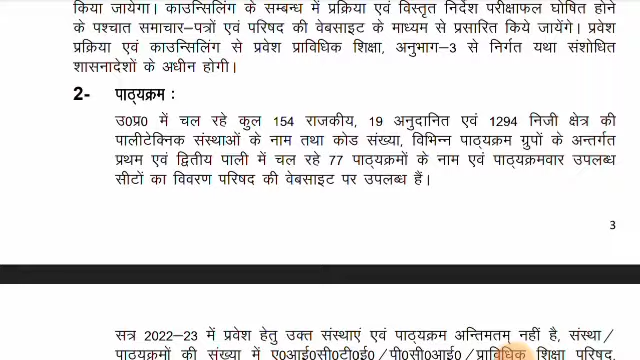 किया जायेगा। काउन्सिलिंग के सम्बन्ध में प्रक्रिया एवं विस्तृत निर्देश परीक्षाफल घोषित होने
के पश्चात समाचार–पत्रों एवं परिषद की वेबसाइट के माध्यम से प्रसारित किये जायेंगे। प्रवेश
प्रक्रिया एवं काउन्सिलिंग से प्रवेश प्राविधिक शिक्षा, अनुभाग–3 से निर्गत यथा संशोधित
शासनादेशों के अधीन होगी।
2- पाठ्यक्रम :
उ0प्र0 में चल रहे कुल 154 राजकीय, 19 अनुदानित एवं 1294 निजी क्षेत्र की
पालीटेक्निक संस्थाओं के नाम तथा कोड संख्या, विभिन्न पाठ्यक्रम ग्रुपों के अन्तर्गत
प्रथम एवं द्वितीय पाली में चल रहे 77 पाठ्यक्रमों के नाम एवं पाठ्यक्रमवार उपलब्ध
सीटों का विवरण परिषद की वेबसाइट पर उपलब्ध हैं।
3
सत्र 2022–23 में प्रवेश हेतु उक्त संस्थाएं एवं पाठ्यक्रम अन्तिमतम नहीं है, संस्था/
पाठ्यक्रमों की संख्या में ए0आई0सी0टी0ई0/पी0सी0आई0/प्राविधिक शिक्षा परिषद,